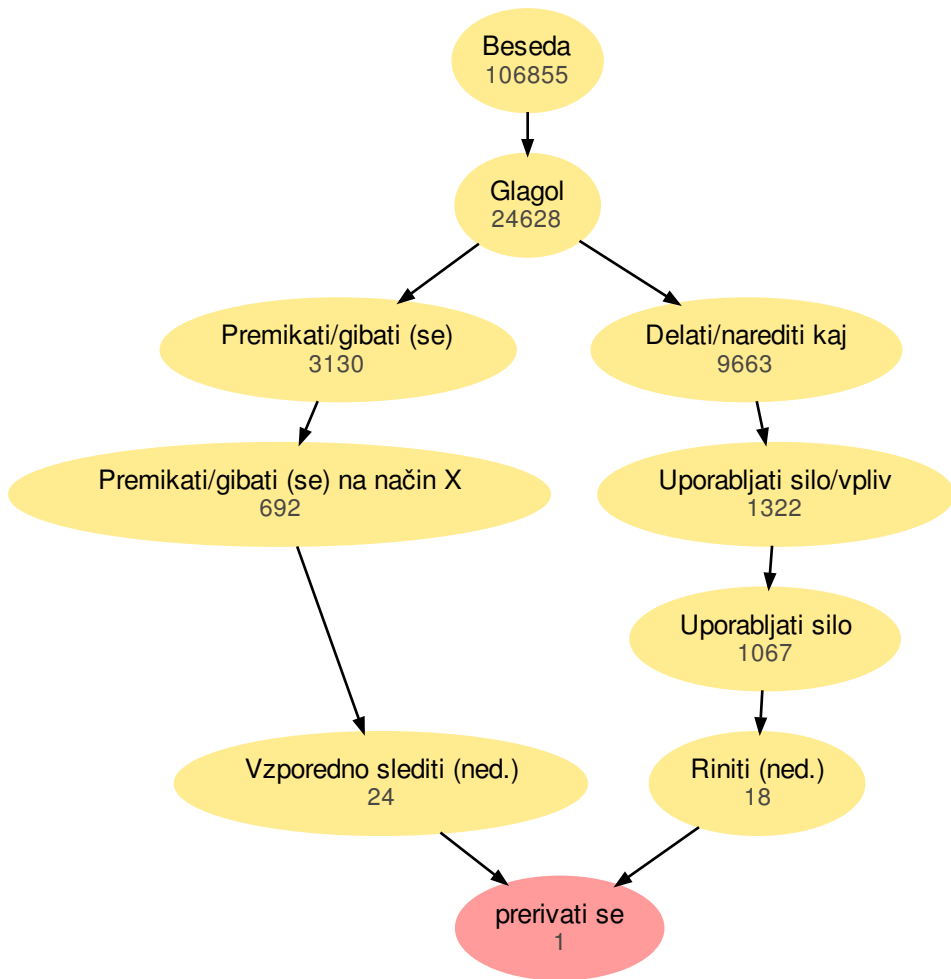 Beseda
106855
Glagol
24628
Premikati/gibati (se)
3130
Delati/narediti kaj
9663
Premikati/gibati (se) na način X
692
Uporabljati silo/vpliv
1322
Uporabljati silo
1067
Vzporedno slediti (ned.)
24
Riniti (ned.)
18
prerivati se
1